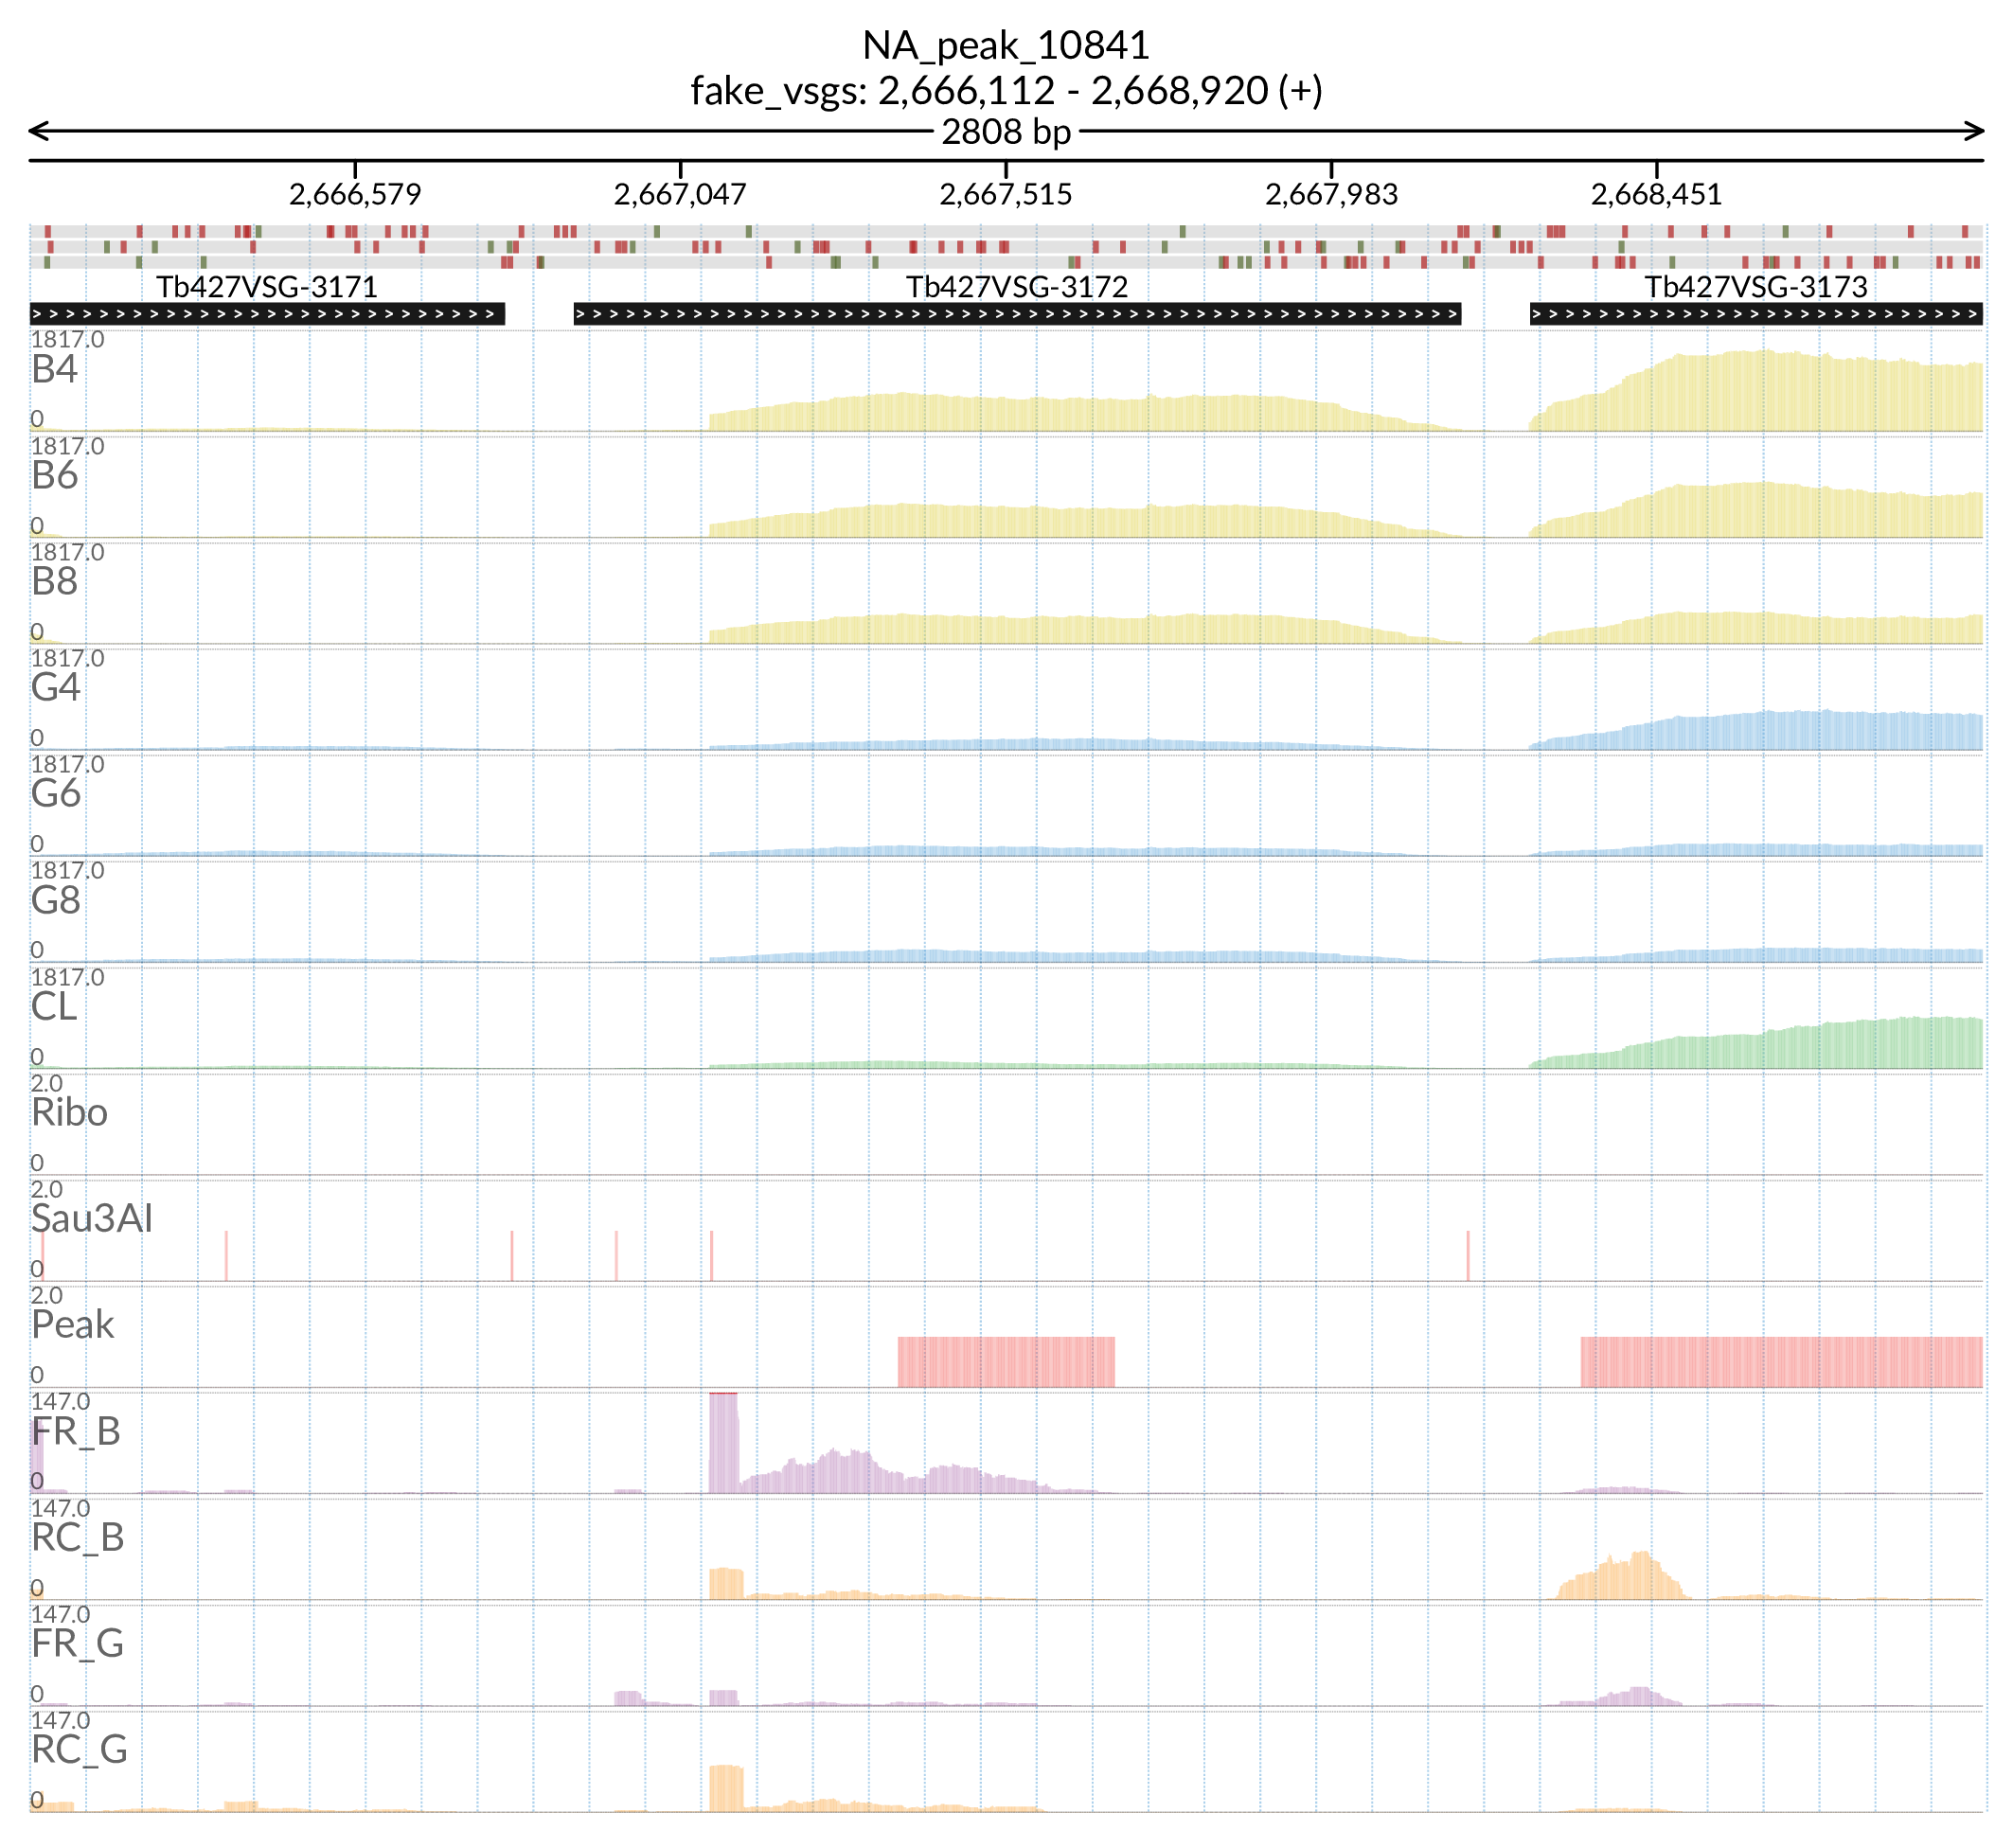 NA_peak_10841
fake_vsgs: 2,666,112 - 2,668,920 (+)
2808 bp
2,666,579 2,667,047 2,667,515 2,667,983 2,668,451
Tb427VSG-3171 Tb427VSG-3172 Tb427VSG-3173
1817.0
B4
0
1817.0
B6
0
1817.0
B8
0
1817.0
G4
0
1817.0
G6
0
1817.0
G8
0
1817.0
CL
0
2.0
Ribo
0
2.0
Sau3AI
0
2.0
Peak
0
147.0
FR_B
0
147.0
RC_B
0
147.0
FR_G
0
147.0
RC_G
0